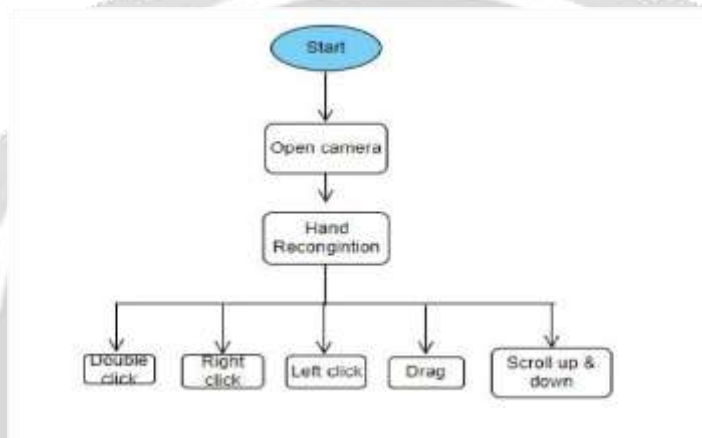 Start
Open camera
Hand
Recongintion
Double
click
Right
click
Left click
Drag
Scroll up &
down